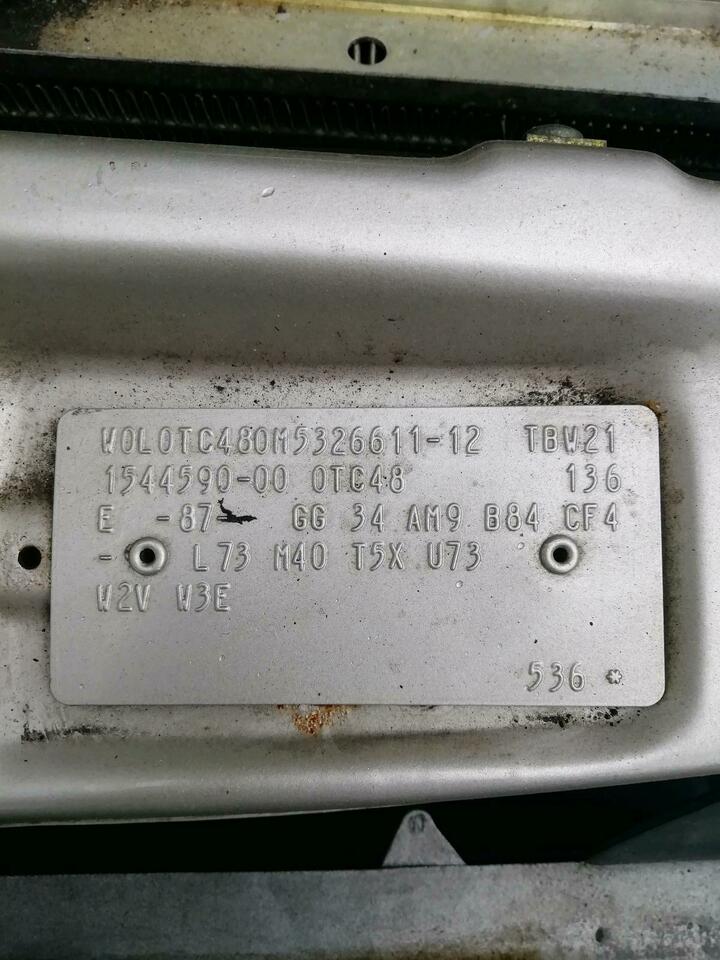 W0L0TC480M5326611-12 TBW21
1544590-00 0TC48 136
E -87- GG 34 AM9 B84 CF4
- L73 M40 T5X U73
W2V W3E
536 *